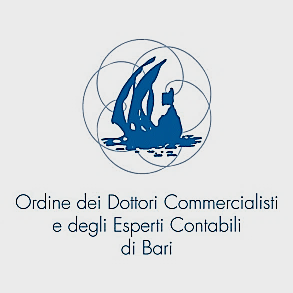 Ordine dei Dottori Commercialisti
e degli Esperti Contabili
di Bari